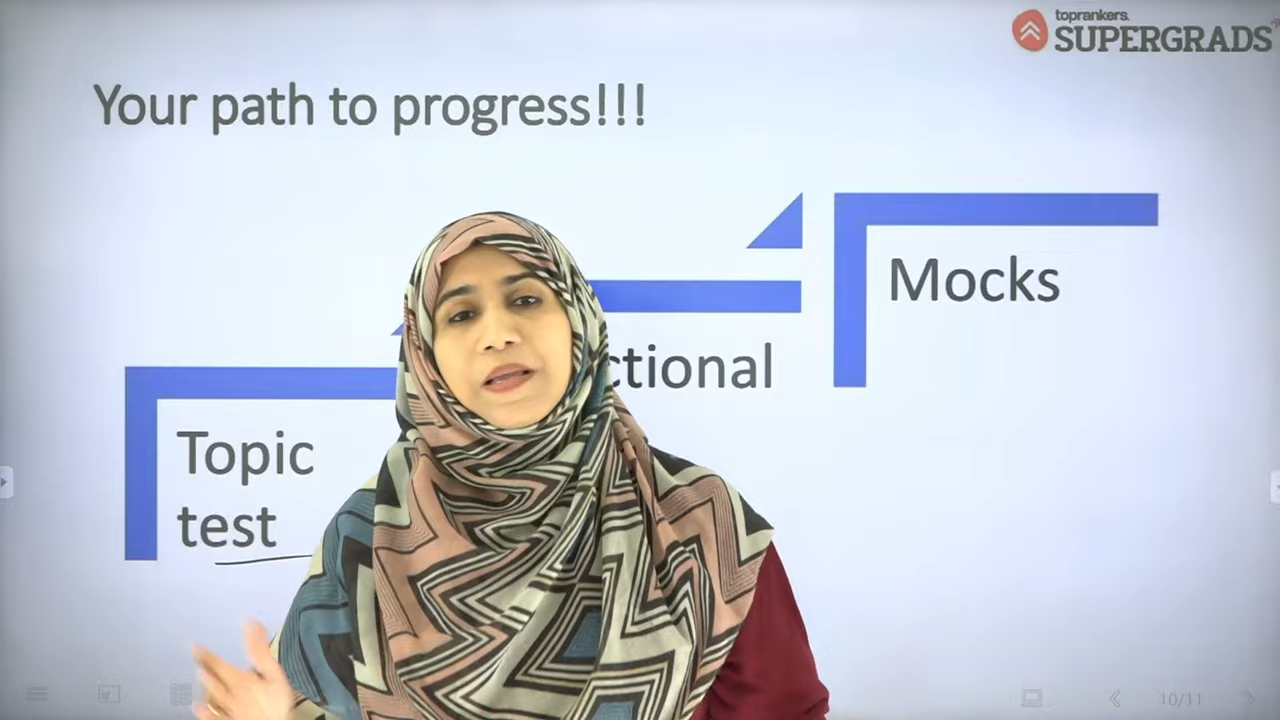 toprankers.
SUPERGRADS
Your path to progress!!!
Mocks
ctional
Topic
test
10/11